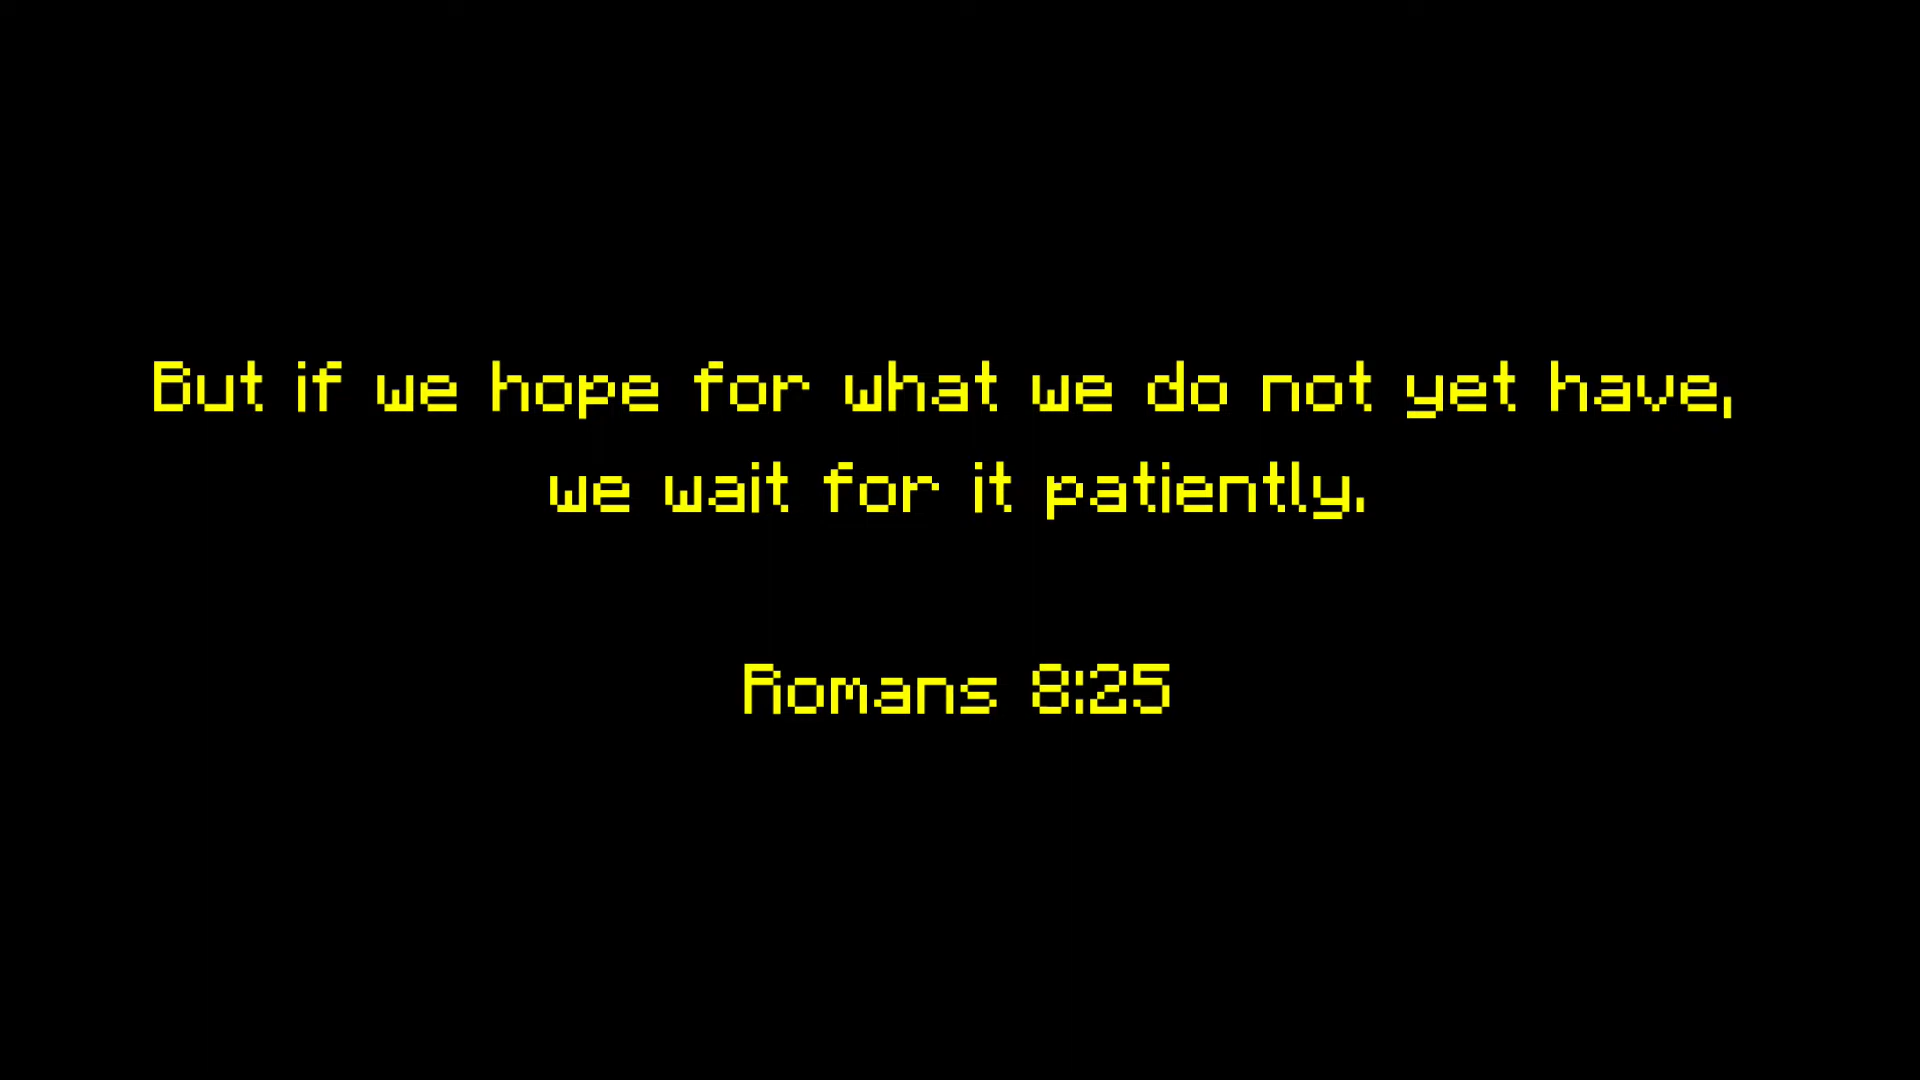 But if we hope for what we do not yet have,
we wait for it patiently.
Romans 8:25